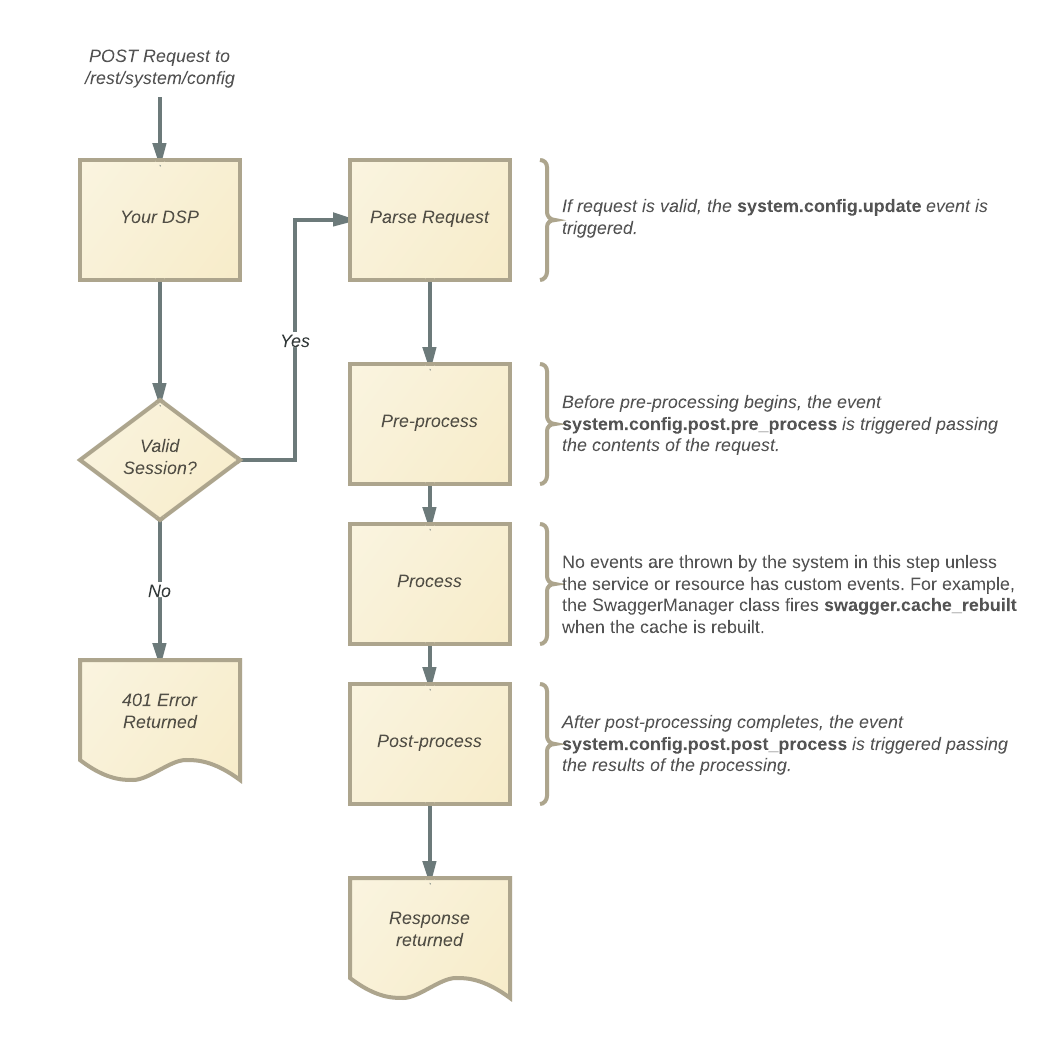 POST Request to
/rest/system/config
Your DSP
Valid
Session?
Yes
No
401 Error
Returned
Parse Request
If request is valid, the system.config.update event is
triggered.
Pre-process
Before pre-processing begins, the event
system.config.post.pre_process is triggered passing
the contents of the request.
Process
No events are thrown by the system in this step unless
the service or resource has custom events. For example,
the SwaggerManager class fires swagger.cache_rebuilt
when the cache is rebuilt.
Post-process
After post-processing completes, the event
system.config.post.post_process is triggered passing
the results of the processing.
Response
returned